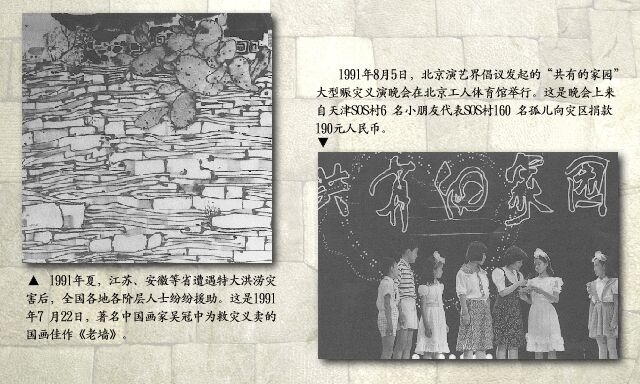 1991年8月5日，北京演艺界倡议发起的“共有的家园”
大型赈灾义演晚会在北京工人体育馆举行。这是晚会上来
自天津SOS村6 名小朋友代表SOS村160 名孤儿向灾区捐款
190元人民币。
▼
共有的家园
▲ 1991年夏，江苏、安徽等省遭遇特大洪涝灾
害后，全国各地各阶层人士纷纷援助。这是1991
年7 月22日，著名中国画家吴冠中为救灾义卖的
国画佳作《老墙》。